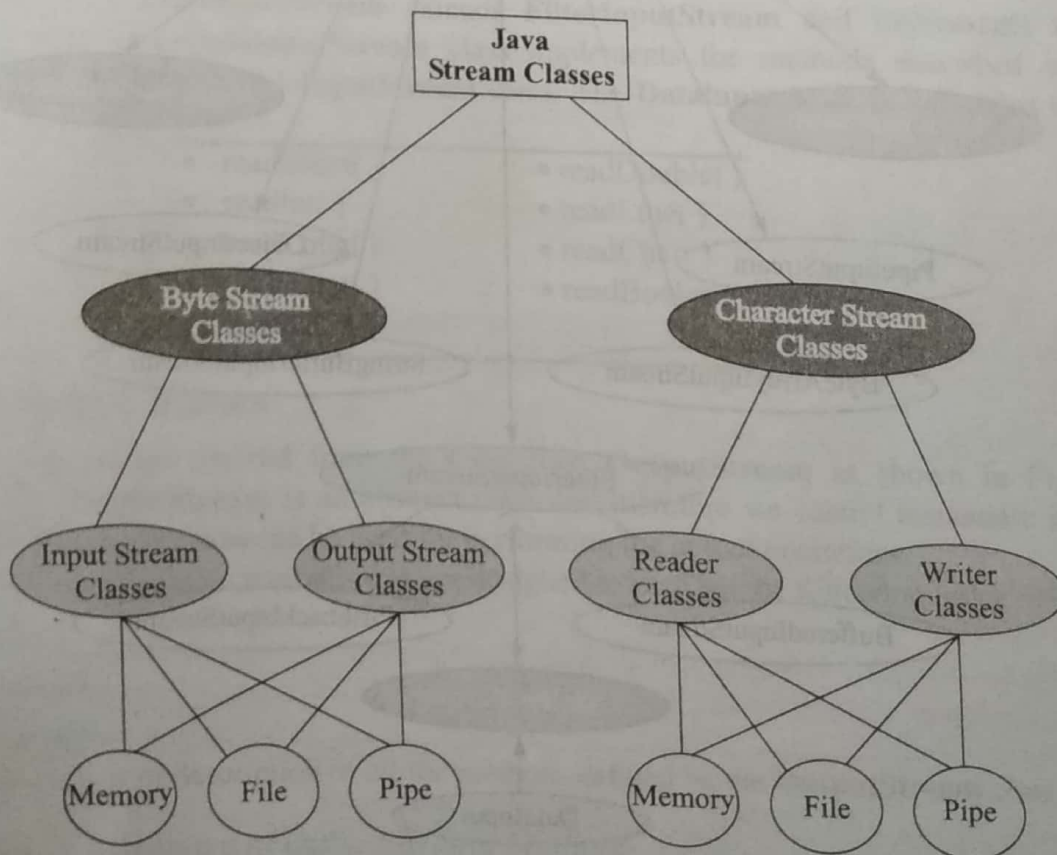 Java
Stream Classes
Byte Stream
Classes
Character Stream
Classes
Input Stream
Classes
Output Stream
Classes
Reader
Classes
Writer
Classes
Memory
File
Pipe
Memory
File
Pipe